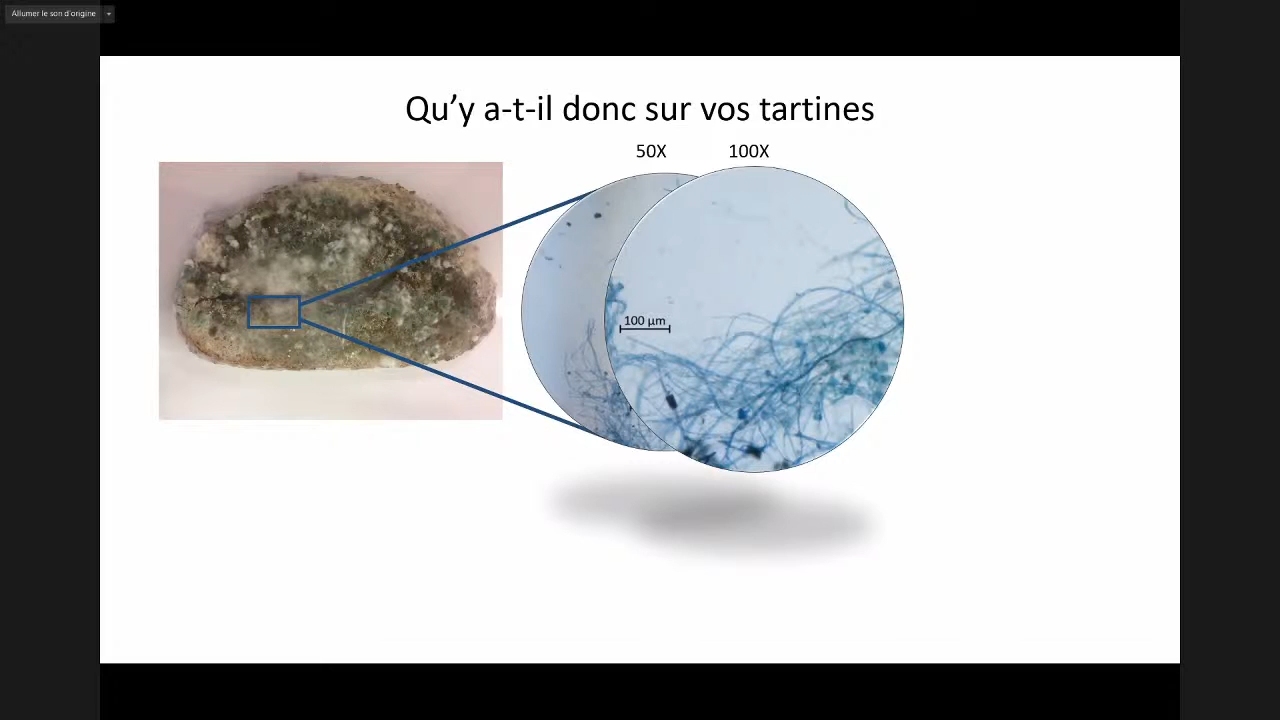 Allumer le son d'origine
Qu’y a-t-il donc sur vos tartines
50X
100X
100 µm